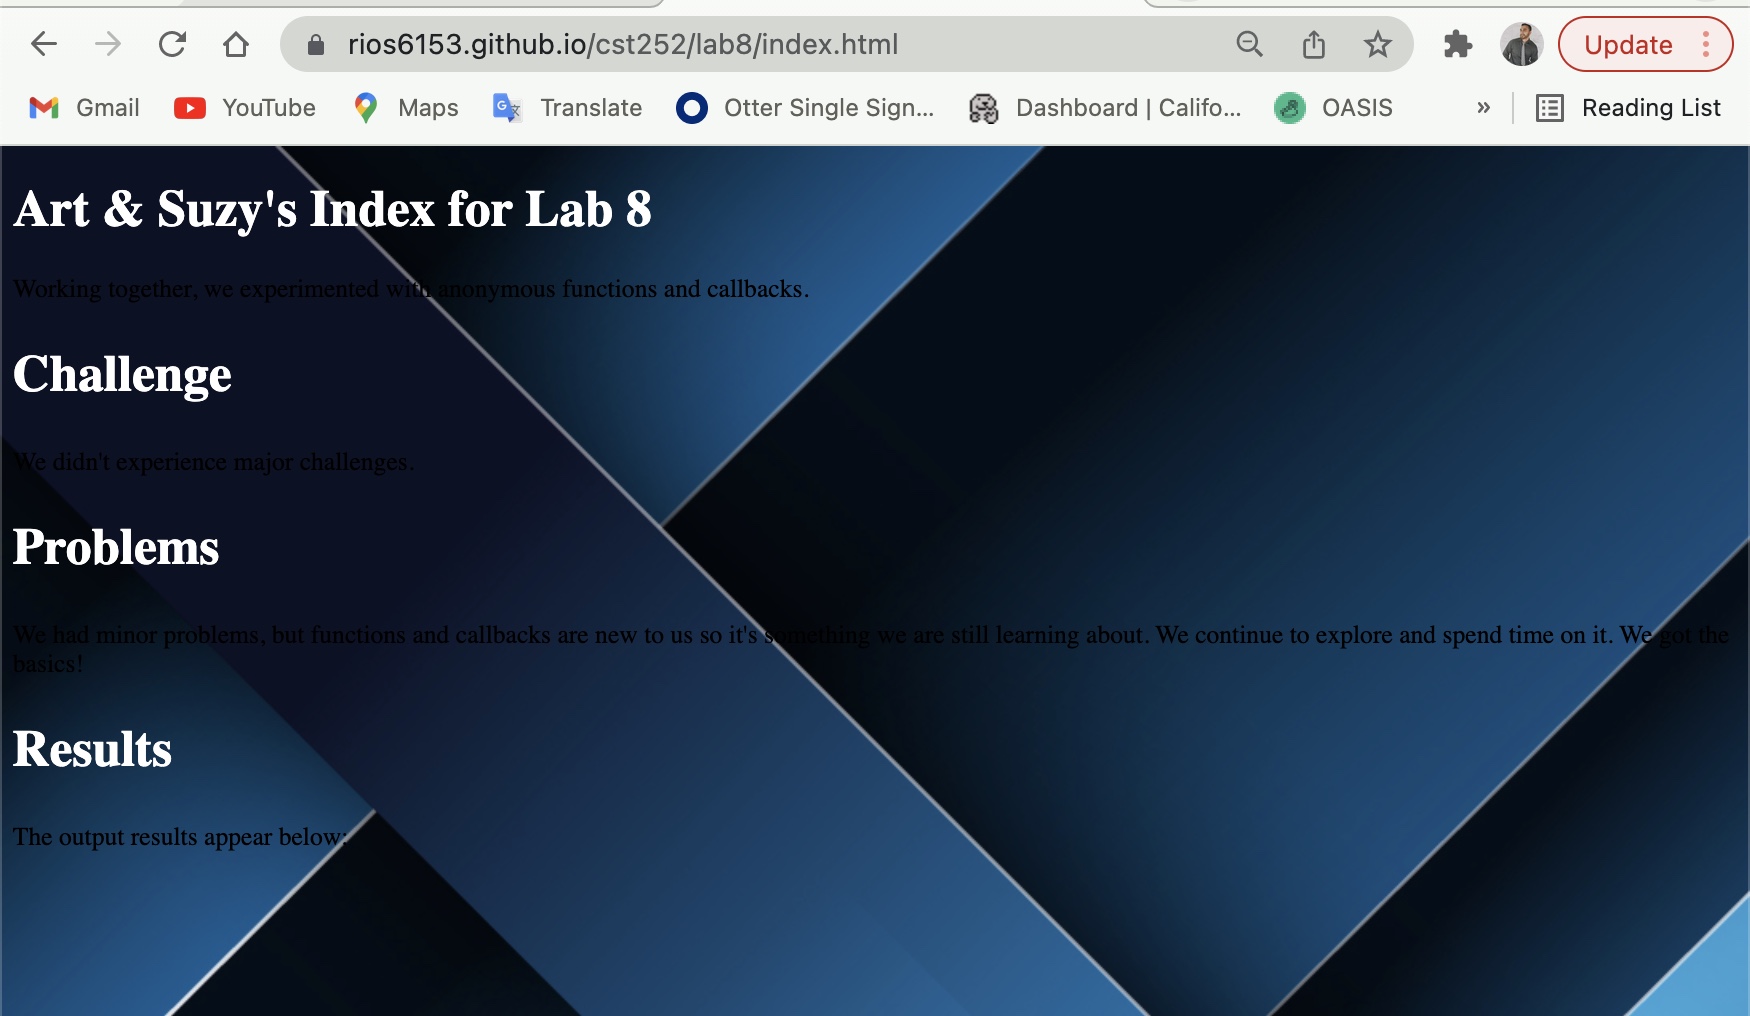 rios6153.github.io/cst252/lab8/index.html
Update
Gmail YouTube Maps Translate Otter Single Sign... Dashboard | Califo... OASIS » Reading List
Art & Suzy's Index for Lab 8
Working together, we experimented with anonymous functions and callbacks.
Challenge
We didn't experience major challenges.
Problems
We had minor problems, but functions and callbacks are new to us so it's something we are still learning about. We continue to explore and spend time on it. We got the
basics!
Results
The output results appear below: